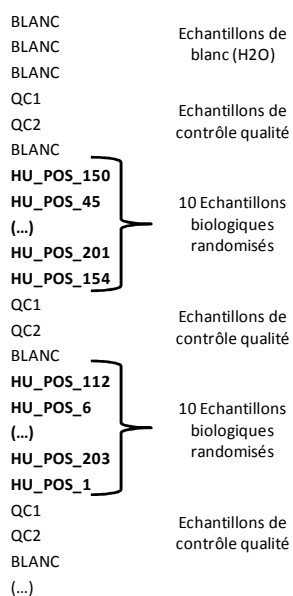 BLANC
BLANC
BLANC
Echantillons de
blanc (H2O)
QC1
QC2
Echantillons de
contrôle qualité
BLANC
HU_POS_150
HU_POS_45
(...)
HU_POS_201
HU_POS_154
10 Echantillons
biologiques
randomisés
QC1
QC2
Echantillons de
contrôle qualité
BLANC
HU_POS_112
HU_POS_6
(...)
HU_POS_203
HU_POS_1
10 Echantillons
biologiques
randomisés
QC1
QC2
Echantillons de
contrôle qualité
BLANC
(...)